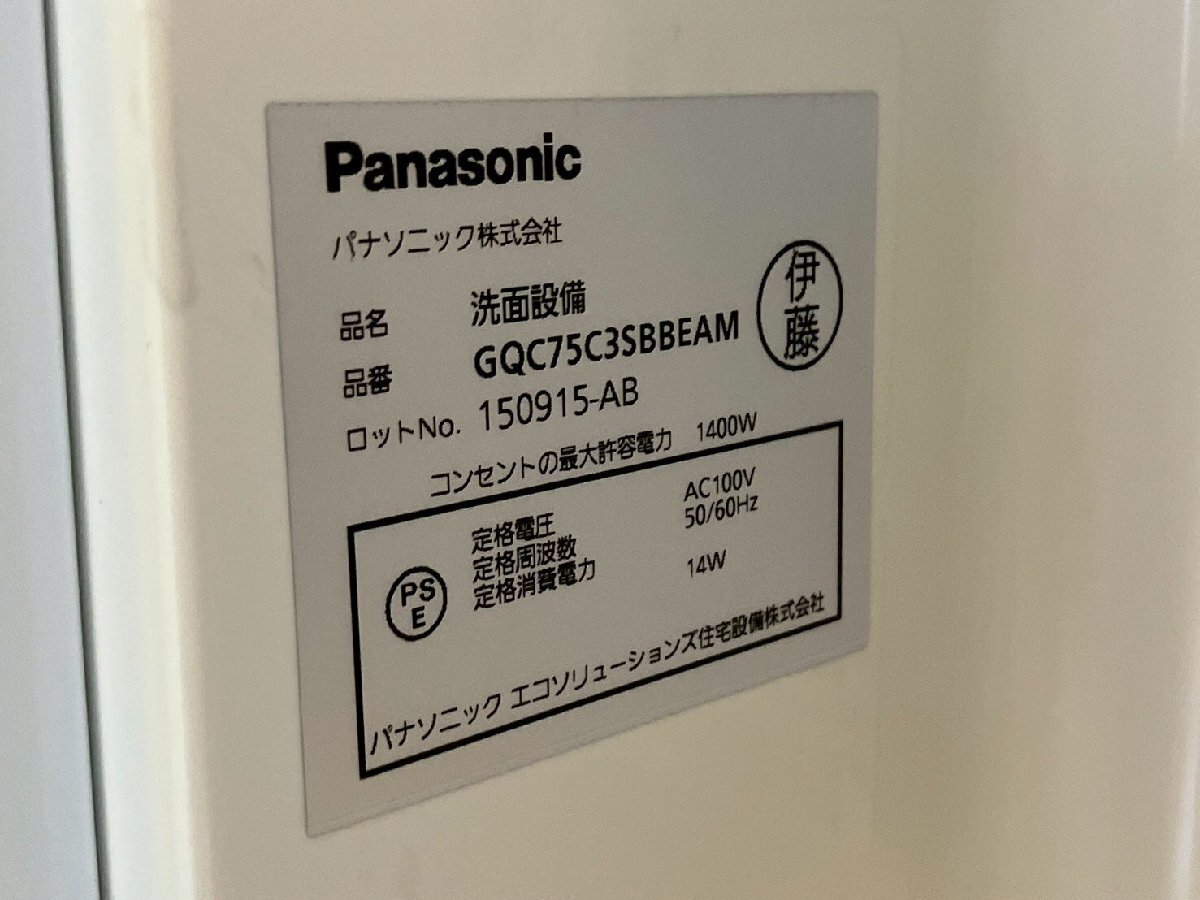 Panasonic
パナソニック株式会社
品名 洗面設備
品番 GQC75C3SBBEAM
伊藤
ロットNo. 150915-AB
コンセントの最大許容電力 1400W
定格電圧 AC100V
定格周波数 50/60Hz
定格消費電力 14W
PS
E
パナソニック エコソリューションズ住宅設備株式会社